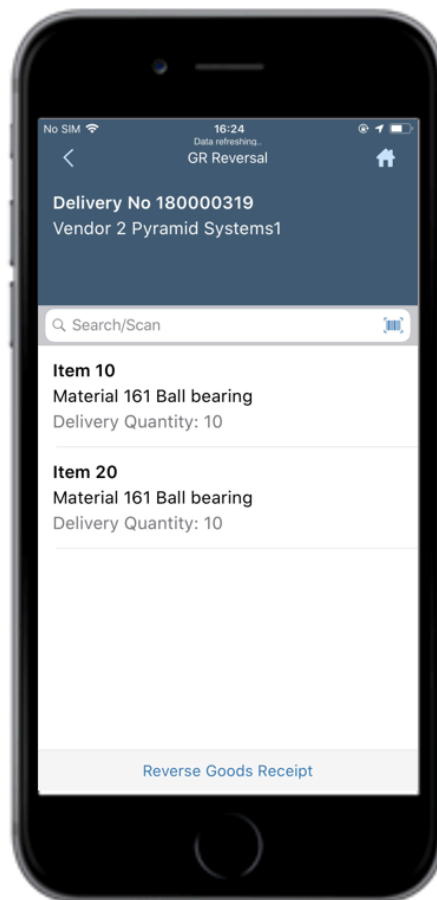 No SIM
16:24
Data refreshing..
GR Reversal
Delivery No 180000319
Vendor 2 Pyramid Systems1
Search/Scan
Item 10
Material 161 Ball bearing
Delivery Quantity: 10
Item 20
Material 161 Ball bearing
Delivery Quantity: 10
Reverse Goods Receipt